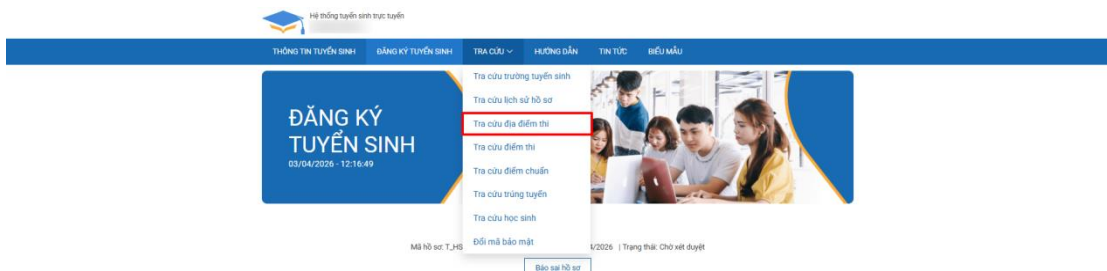 Hệ thống tuyển sinh trực tuyến
THÔNG TIN TUYỂN SINH ĐĂNG KÝ TUYỂN SINH TRA CỨU HƯỚNG DẪN TIN TỨC BIỂU MẪU
Tra cứu trường tuyển sinh
Tra cứu lịch sử hồ sơ
Tra cứu địa điểm thi
Tra cứu điểm thi
Tra cứu điểm chuẩn
Tra cứu trúng tuyển
Tra cứu học sinh
Đổi mã bảo mật
ĐĂNG KÝ
TUYỂN SINH
03/04/2026 - 12:16:49
Mã hồ sơ: T_HS 4/2026 | Trạng thái: Chờ xét duyệt
Báo sai hồ sơ